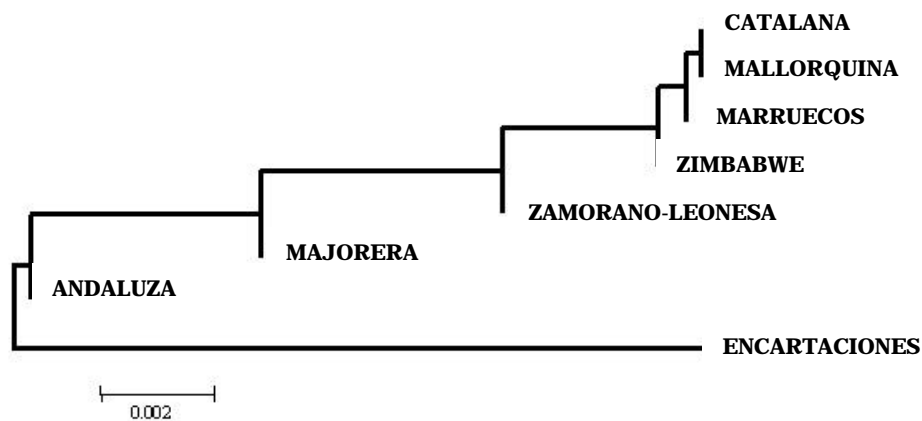 CATALANA
MALLORQUINA
MARRUECOS
ZIMBABWE
ZAMORANO-LEONESA
MAJORERA
ANDALUZA
ENCARTACIONES
0.002